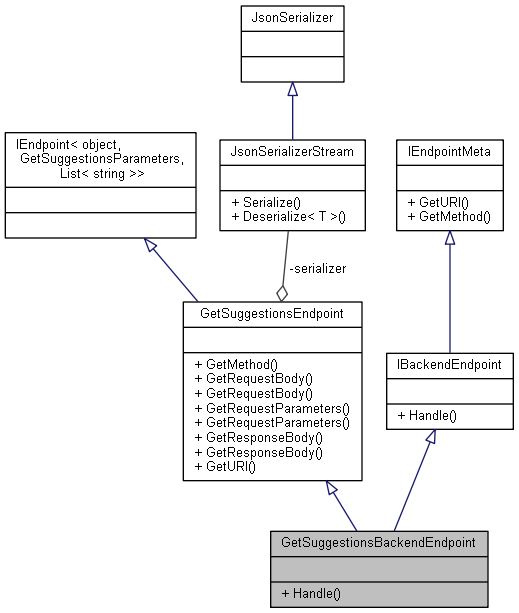 JsonSerializer
IEndpoint< object,
GetSuggestionsParameters,
List< string >>
JsonSerializerStream
+ Serialize()
+ Deserialize< T >()
IEndpointMeta
+ GetURI()
+ GetMethod()
-serializer
GetSuggestionsEndpoint
+ GetMethod()
+ GetRequestBody()
+ GetRequestBody()
+ GetRequestParameters()
+ GetRequestParameters()
+ GetResponseBody()
+ GetResponseBody()
+ GetURI()
IBackendEndpoint
+ Handle()
GetSuggestionsBackendEndpoint
+ Handle()